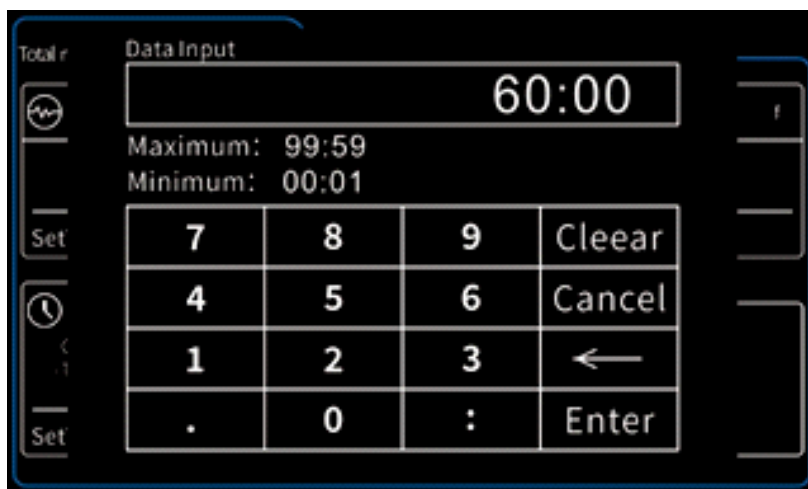 Total r
Data Input
60:00
f
Maximum: 99:59
Minimum: 00:01
7 8 9 Cleear
Set
4 5 6 Cancel
1 2 3 ←
. 0 : Enter
Set